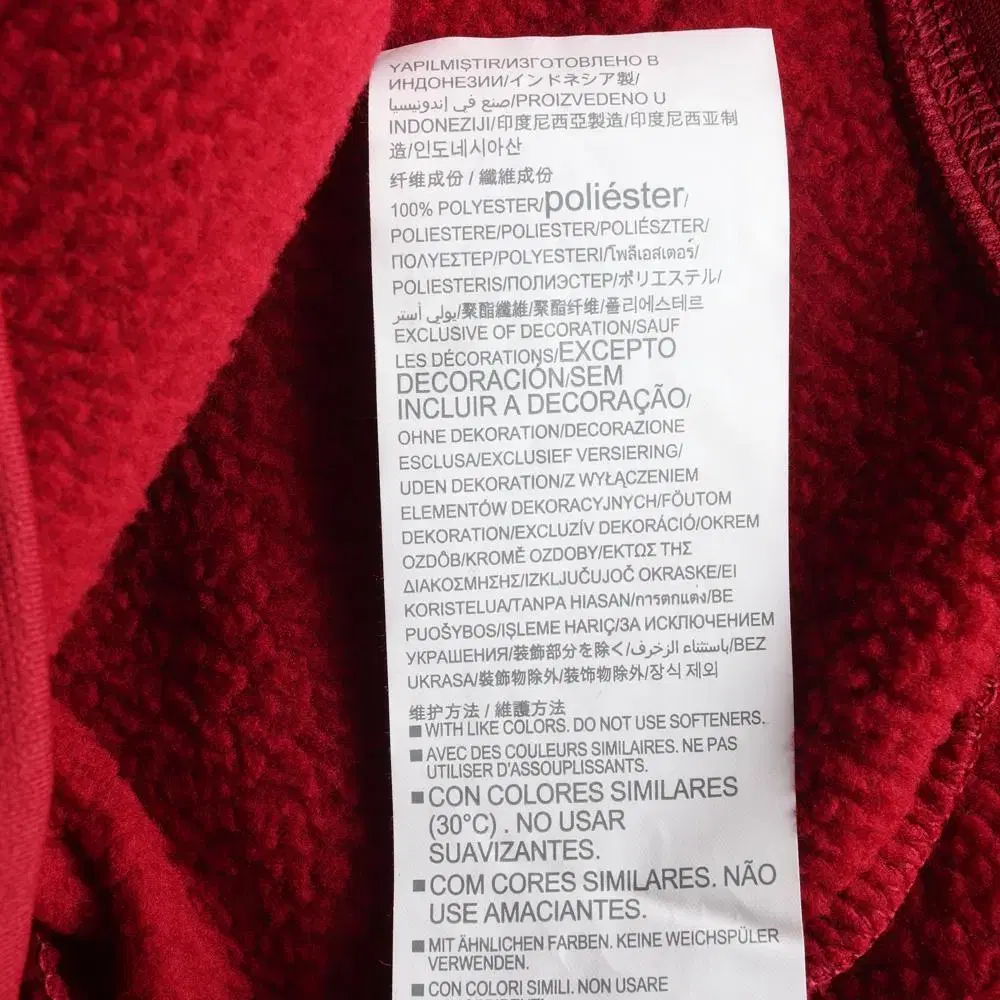 YAPILMIŞTIR/ИЗГОТОВЛЕНО В
ИНДОНЕЗИИ/インドネシア製/
صنع في إندونيسيا/PROIZVEDENO U
INDONEZIJI/印度尼西亞製造/印度尼西亚制
造/인도네시아산
纤维成份 / 纖維成份
100% POLYESTER/poliéster/
POLIESTERE/POLIESTER/POLIÉSZTER/
ΠΟΛΥΕΣΤΕΡ/POLYESTERI/โพลีเอสเตอร์/
POLIESTERIS/ПОЛИЭСТЕР/ポリエステル/
بولي أستر/聚酯纖維/聚酯纤维/폴리에스테르
EXCLUSIVE OF DECORATION/SAUF
LES DÉCORATIONS/EXCEPTO
DECORACIÓN/SEM
INCLUIR A DECORAÇÃO/
OHNE DEKORATION/DECORAZIONE
ESCLUSA/EXCLUSIEF VERSIERING/
UDEN DEKORATION/Z WYŁĄCZENIEM
ELEMENTÓW DEKORACYJNYCH/FÖUTOM
DEKORATION/EXCLUZÍV DEKORÁCIÓ/OKREM
OZDÔB/KROMĚ OZDOBY/ΕΚΤΩΣ ΤΗΣ
ΔΙΑΚΟΣΜΗΣΗΣ/IZKLJUČUJOČ OKRASKE/EI
KORISTELUA/TANPA HIASAN/การตกแต่ง/BE
PUOŠYBOS/IŞLEME HARIÇ/ЗА ИСКЛЮЧЕНИЕМ
УКРАШЕНИЯ/装飾部分を除く/باستثناء الزخرف/BEZ
UKRASA/裝飾物除外/装饰物除外/장식 제외
维护方法 / 維護方法
■ WITH LIKE COLORS. DO NOT USE SOFTENERS.
■ AVEC DES COULEURS SIMILAIRES. NE PAS
UTILISER D'ASSOUPLISSANTS.
■ CON COLORES SIMILARES
(30°C) . NO USAR
SUAVIZANTES.
■ COM CORES SIMILARES. NÃO
USE AMACIANTES.
■ MIT ÄHNLICHEN FARBEN. KEINE WEICHSPÜLER
VERWENDEN.
■ CON COLORI SIMILI. NON USARE